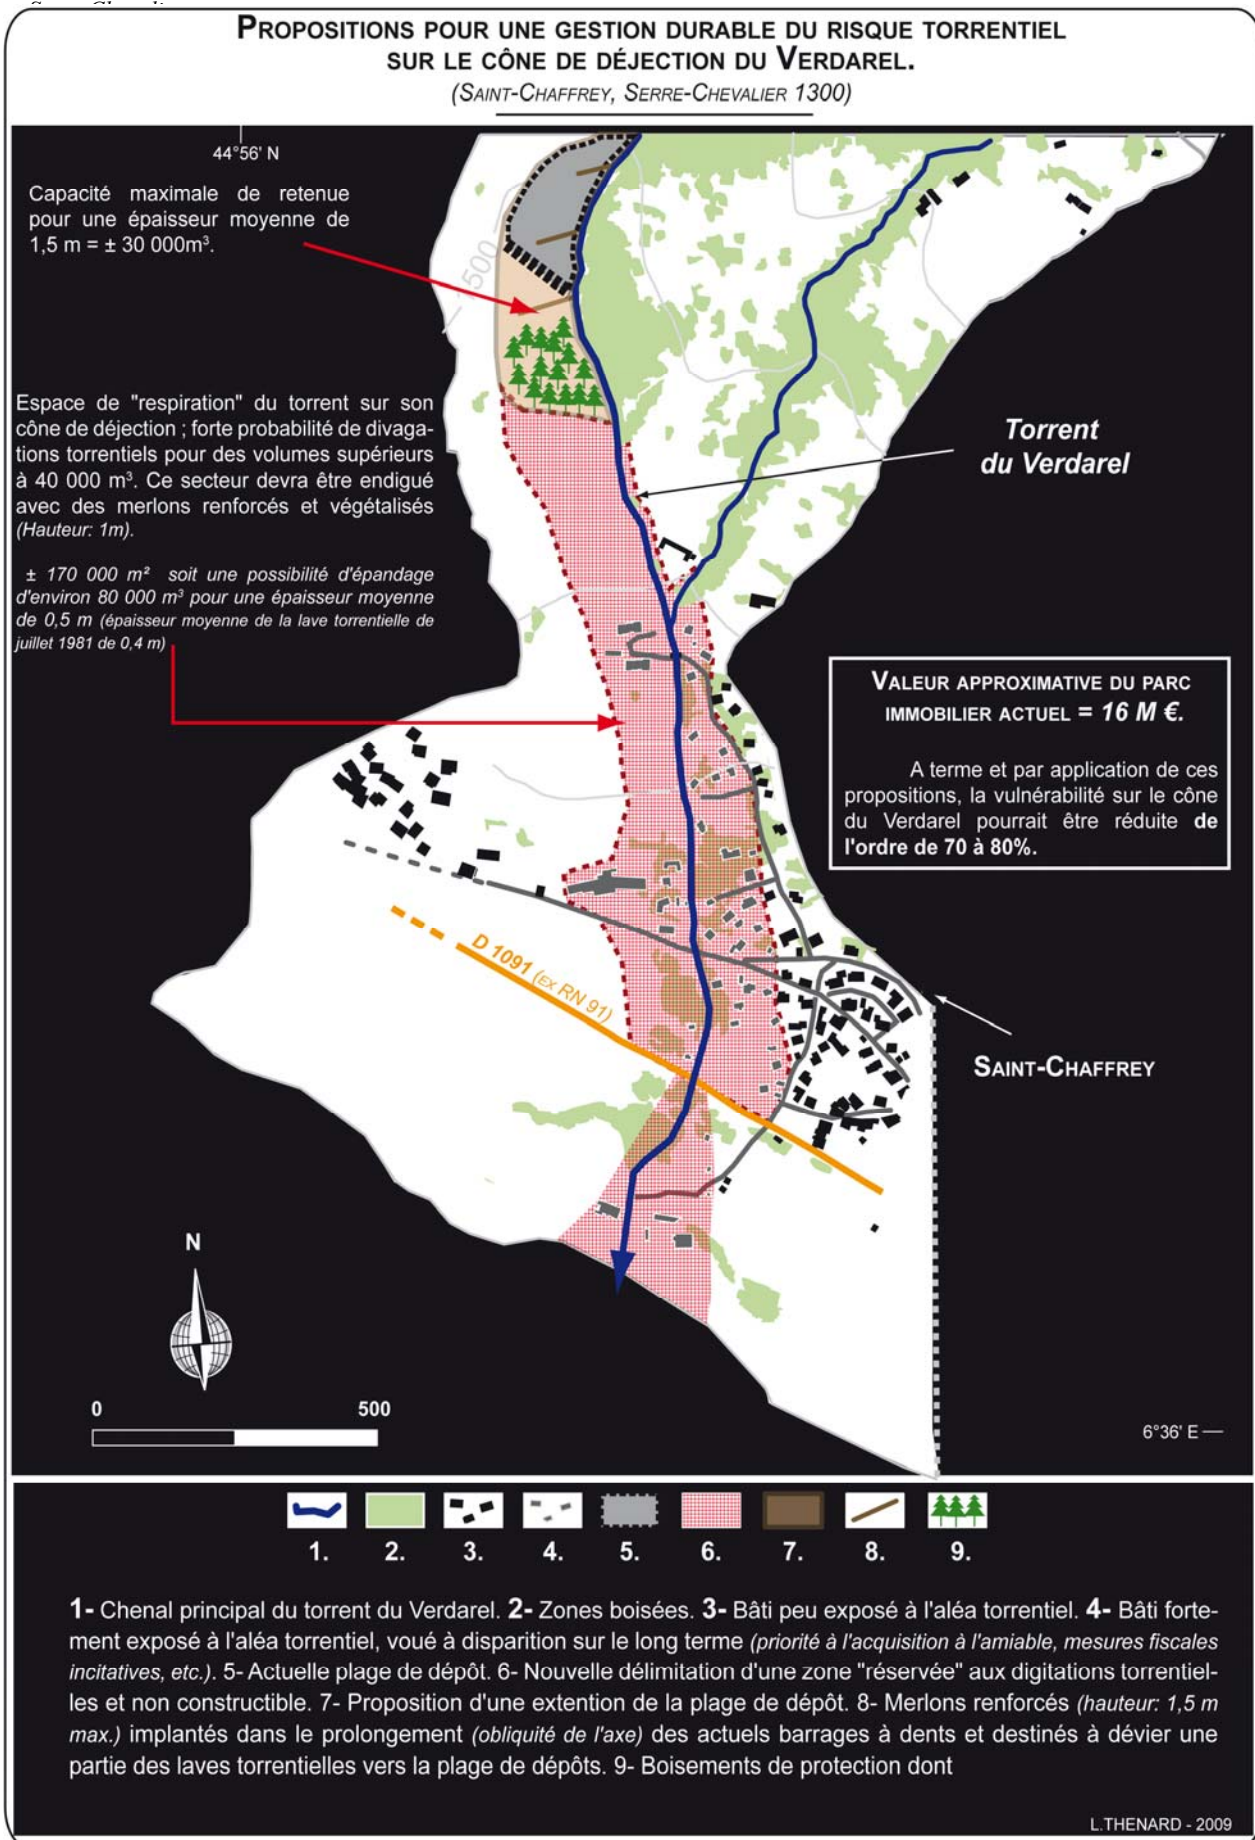 PROPOSITIONS POUR UNE GESTION DURABLE DU RISQUE TORRENTIEL
SUR LE CÔNE DE DÉJECTION DU VERDAREL.
(SAINT-CHAFFREY, SERRE-CHEVALIER 1300)
44°56' N
Capacité maximale de retenue
pour une épaisseur moyenne de
1,5 m = ± 30 000m³.
1500
Espace de "respiration" du torrent sur son
cône de déjection ; forte probabilité de divaga-
tions torrentiels pour des volumes supérieurs
à 40 000 m³. Ce secteur devra être endigué
avec des merlons renforcés et végétalisés
(Hauteur: 1m).
± 170 000 m² soit une possibilité d'épandage
d'environ 80 000 m³ pour une épaisseur moyenne
de 0,5 m (épaisseur moyenne de la lave torrentielle de
juillet 1981 de 0,4 m)
Torrent
du Verdarel
VALEUR APPROXIMATIVE DU PARC
IMMOBILIER ACTUEL = 16 M €.
A terme et par application de ces
propositions, la vulnérabilité sur le cône
du Verdarel pourrait être réduite de
l'ordre de 70 à 80%.
D 1091 (EX RN 91)
SAINT-CHAFFREY
N
0 500
6°36' E
1. 2. 3. 4. 5. 6. 7. 8. 9.
1- Chenal principal du torrent du Verdarel. 2- Zones boisées. 3- Bâti peu exposé à l'aléa torrentiel. 4- Bâti forte-
ment exposé à l'aléa torrentiel, voué à disparition sur le long terme (priorité à l'acquisition à l'amiable, mesures fiscales
incitatives, etc.). 5- Actuelle plage de dépôt. 6- Nouvelle délimitation d'une zone "réservée" aux digitations torrentiel-
les et non constructible. 7- Proposition d'une extention de la plage de dépôt. 8- Merlons renforcés (hauteur: 1,5 m
max.) implantés dans le prolongement (obliquité de l'axe) des actuels barrages à dents et destinés à dévier une
partie des laves torrentielles vers la plage de dépôts. 9- Boisements de protection dont
L.THENARD - 2009